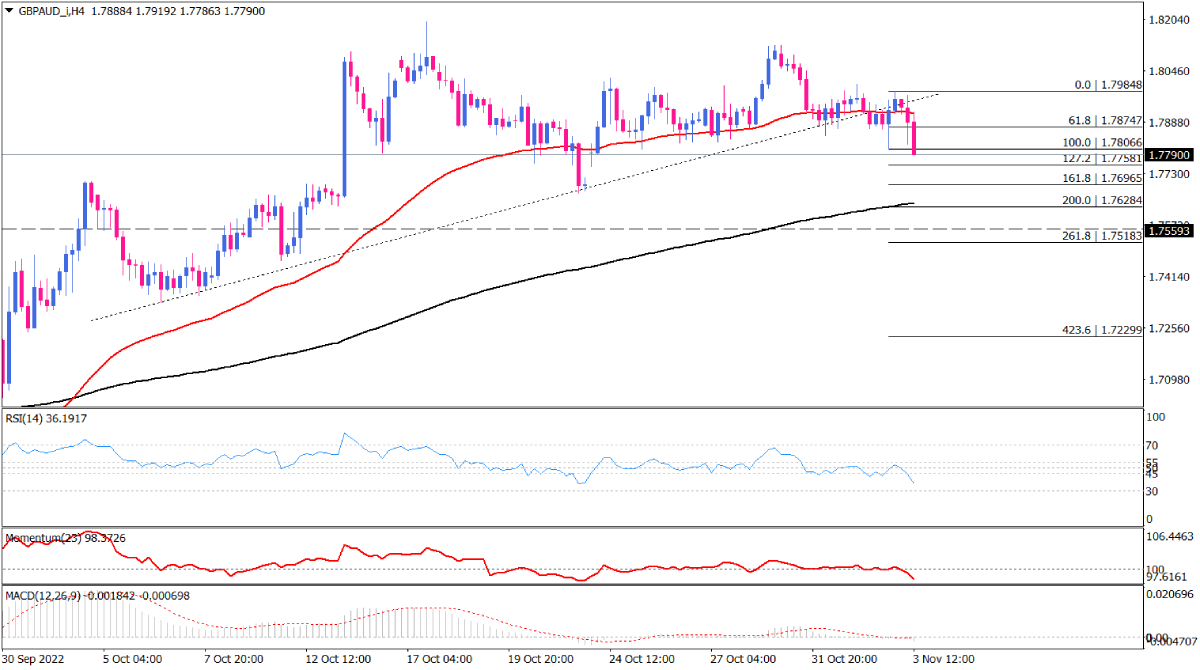 GBPAUD_i,H4 1.78884 1.79192 1.77863 1.77900
1.82040
1.80460
0.0 | 1.79848
1.78880
61.8 | 1.78747
100.0 | 1.78066
1.77900
127.2 | 1.77581
1.77300
161.8 | 1.76965
200.0 | 1.76284
1.75593
261.8 | 1.75183
1.74140
1.72560
423.6 | 1.72299
1.70980
RSI(14) 36.1917
100
70
55
50
45
30
0
Momentum(23) 98.3726
106.4463
100
97.6161
MACD(12,26,9) -0.001842 -0.000698
0.020696
0.00
-0.004707
30 Sep 2022
5 Oct 04:00
7 Oct 20:00
12 Oct 12:00
17 Oct 04:00
19 Oct 20:00
24 Oct 12:00
27 Oct 04:00
31 Oct 20:00
3 Nov 12:00